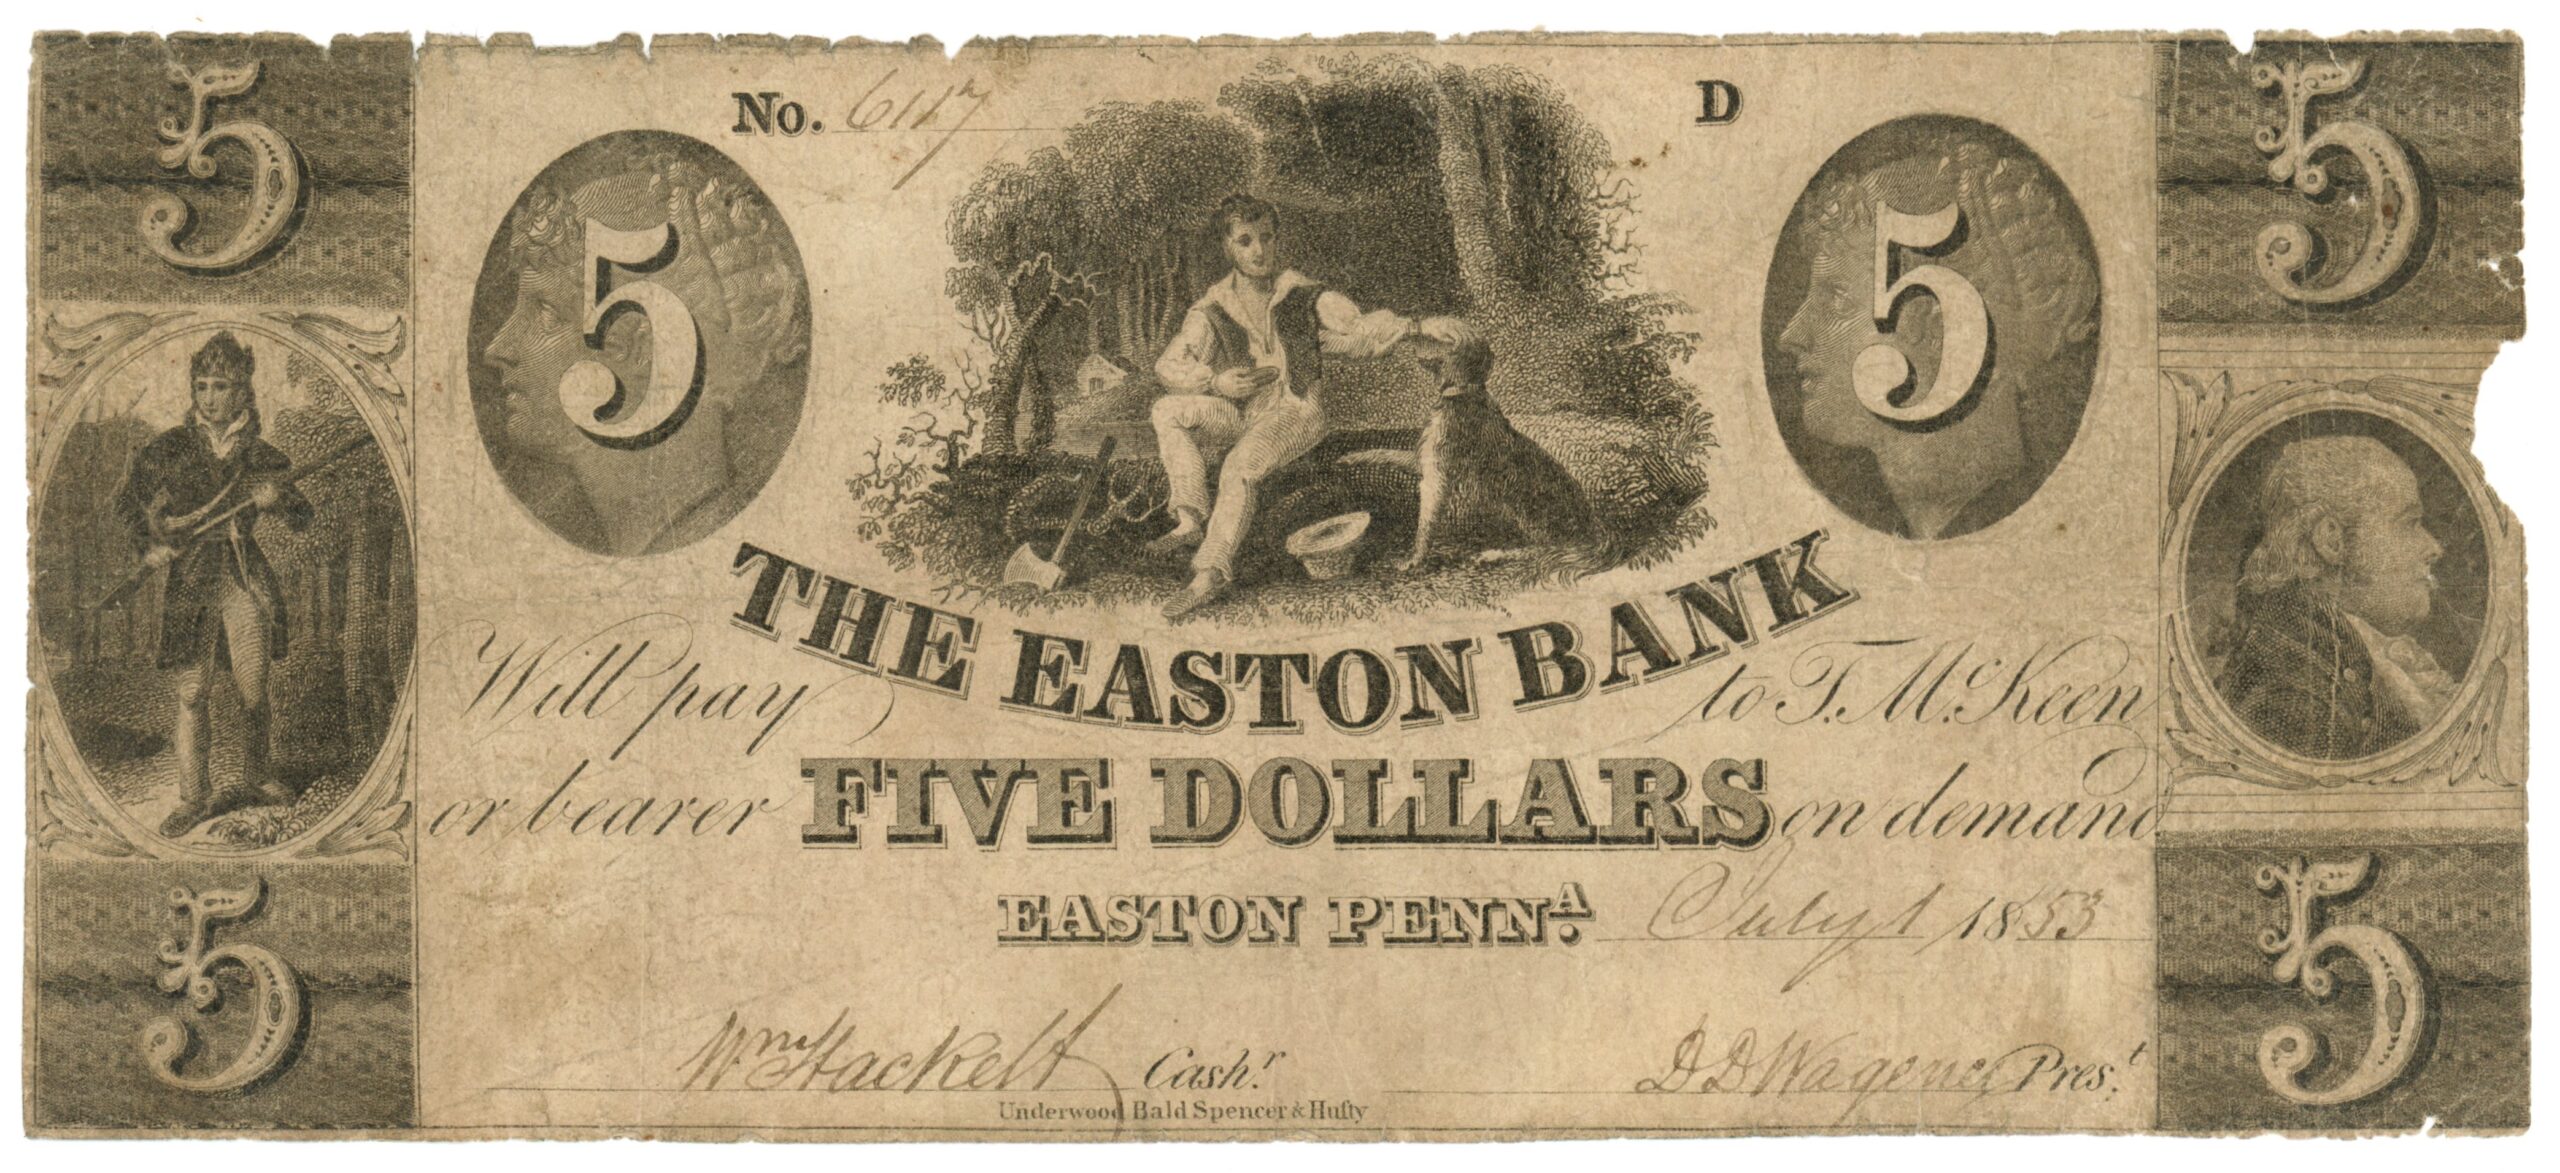 5 5
No. 6117 D
5 5
THE EASTON BANK
Will pay to T. McKeen
or bearer FIVE DOLLARS on demand
EASTON PENNA. July 1 1853
5 5
Wm Hackett Cashr. D D Wagener Prest.
Underwood Bald Spencer & Hufty